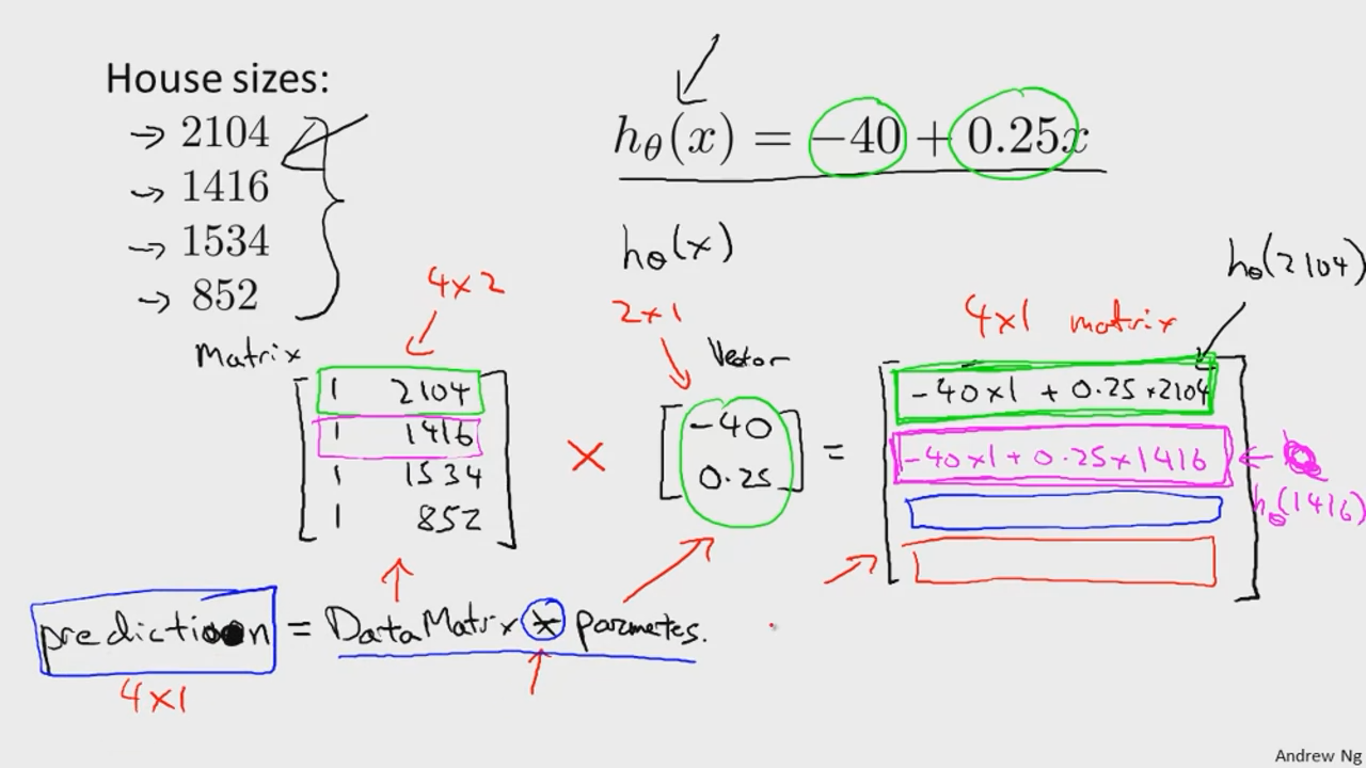 House sizes:
→ 2104
→ 1416
→ 1534
→ 852
hθ(x) = −40 + 0.25x
hθ(x)
hθ(2104)
4x2
2x1
4x1 matrix
Matrix
Vector
1 2104
1 1416
1 1534
1 852
×
-40
0.25
=
-40x1 + 0.25x2104
-40x1 + 0.25x1416
hθ(1416)
prediction = DataMatrix * parametes.
4x1
Andrew Ng